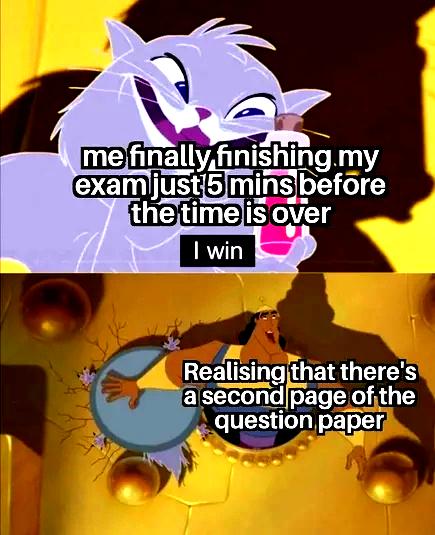 me finally finishing my
exam just 5 mins before
the time is over
I win
Realising that there's
a second page of the
question paper